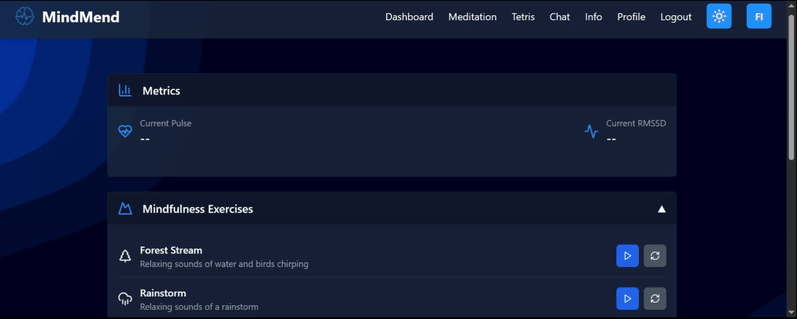 MindMend
Dashboard Meditation Tetris Chat Info Profile Logout FI
Metrics
Current Pulse
--
Current RMSSD
--
Mindfulness Exercises
Forest Stream
Relaxing sounds of water and birds chirping
Rainstorm
Relaxing sounds of a rainstorm